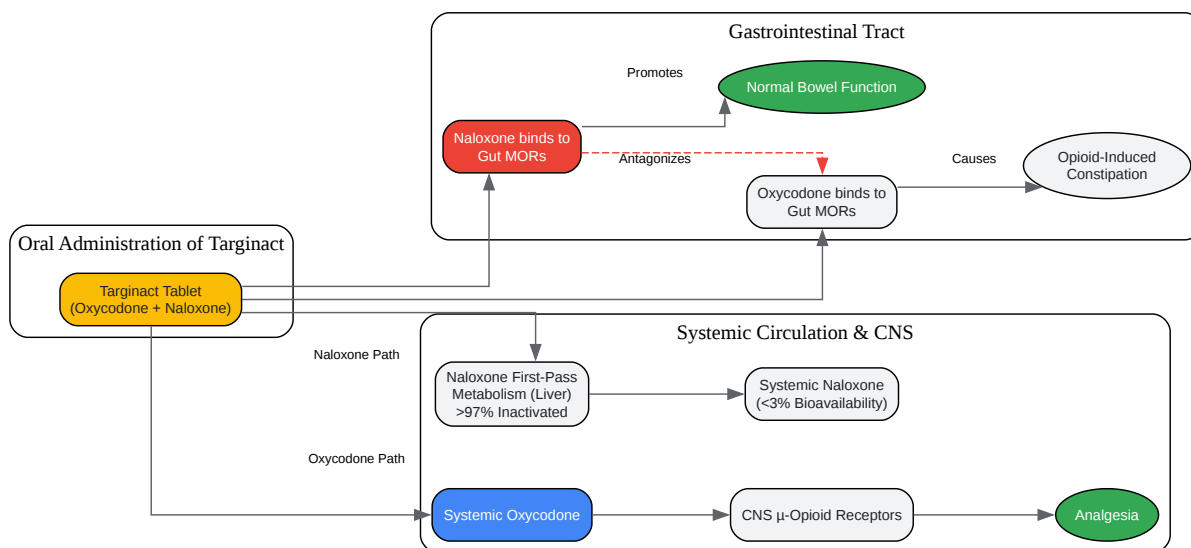 Gastrointestinal Tract
Promotes
Normal Bowel Function
Naloxone binds to
Gut MORs
Antagonizes
Causes
Opioid-Induced
Constipation
Oxycodone binds to
Gut MORs
Oral Administration of Targinact
Targinact Tablet
(Oxycodone + Naloxone)
Systemic Circulation & CNS
Naloxone Path
Naloxone First-Pass
Metabolism (Liver)
>97% Inactivated
Systemic Naloxone
(<3% Bioavailability)
Oxycodone Path
Systemic Oxycodone
CNS µ-Opioid Receptors
Analgesia